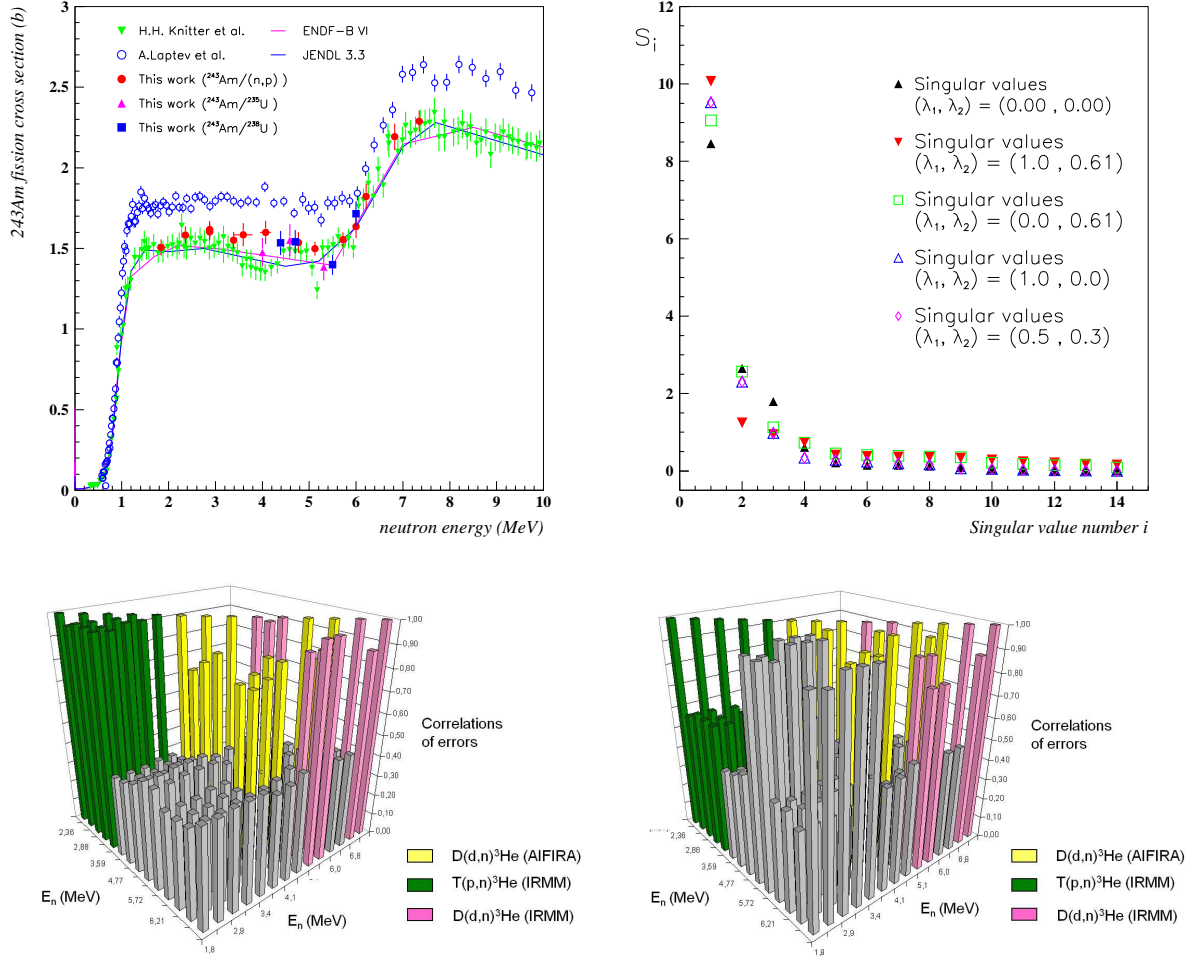 243Am fission cross section (b)
3
2.5
2
1.5
1
0.5
0
H.H. Knitter et al.
A.Laptev et al.
This work (²⁴³Am/(n,p) )
This work (²⁴³Am/²³⁵U )
This work (²⁴³Am/²³⁸U )
ENDF-B VI
JENDL 3.3
0 1 2 3 4 5 6 7 8 9 10
neutron energy (MeV)
Sᵢ
12
10
8
6
4
2
0
Singular values
(λ₁, λ₂) = (0.00 , 0.00)
Singular values
(λ₁, λ₂) = (1.0 , 0.61)
Singular values
(λ₁, λ₂) = (0.0 , 0.61)
Singular values
(λ₁, λ₂) = (1.0 , 0.0)
Singular values
(λ₁, λ₂) = (0.5 , 0.3)
0 2 4 6 8 10 12 14
Singular value number i
1,00
0,90
0,80
0,70
0,60
0,50
0,40
0,30
0,20
0,10
0,00
Correlations
of errors
2,36
2,88
3,59
4,77
5,72
6,21
Eₙ (MeV)
1,8
2,9
3,4
4,1
6,0
6,8
Eₙ (MeV)
D(d,n)³He (AIFIRA)
T(p,n)³He (IRMM)
D(d,n)³He (IRMM)
1,00
0,90
0,80
0,70
0,60
0,50
0,40
0,30
0,20
0,10
0,00
Correlations
of errors
2,36
2,88
3,59
4,77
5,72
6,21
Eₙ (MeV)
1,8
2,9
3,4
4,1
5,1
6,0
6,8
Eₙ (MeV)
D(d,n)³He (AIFIRA)
T(p,n)³He (IRMM)
D(d,n)³He (IRMM)